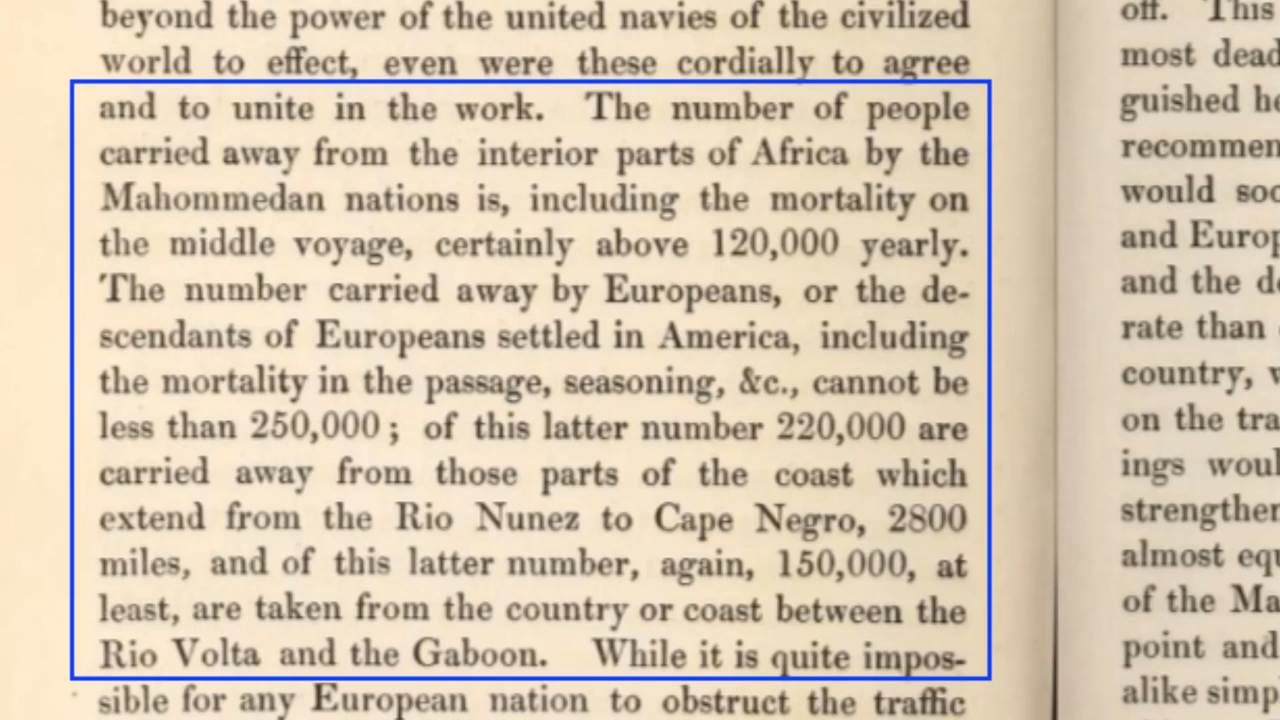 beyond the power of the united navies of the civilized
world to effect, even were these cordially to agree
and to unite in the work. The number of people
carried away from the interior parts of Africa by the
Mahommedan nations is, including the mortality on
the middle voyage, certainly above 120,000 yearly.
The number carried away by Europeans, or the de-
scendants of Europeans settled in America, including
the mortality in the passage, seasoning, &c., cannot be
less than 250,000; of this latter number 220,000 are
carried away from those parts of the coast which
extend from the Rio Nunez to Cape Negro, 2800
miles, and of this latter number, again, 150,000, at
least, are taken from the country or coast between the
Rio Volta and the Gaboon. While it is quite impos-
sible for any European nation to obstruct the traffic
off. This
most dead
guished he
recommen
would soo
and Europ
and the de
rate than
country, w
on the tra
ings woul
strengthen
almost equ
of the Ma
point and
alike simp